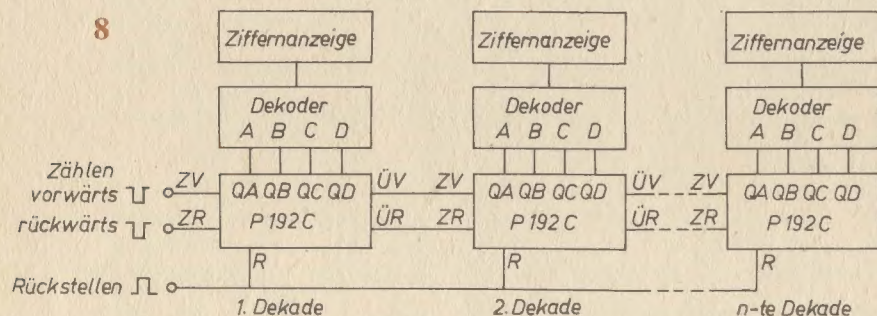 8
Ziffernanzeige Ziffernanzeige Ziffernanzeige
Dekoder Dekoder Dekoder
A B C D A B C D A B C D
Zählen
vorwärts ZV QA QB QC QD ÜV ZV QA QB QC QD ÜV ZV QA QB QC QD
rückwärts ZR P 192 C ÜR ZR P 192 C ÜR ZR P 192 C
R R R
Rückstellen
1. Dekade 2. Dekade n-te Dekade